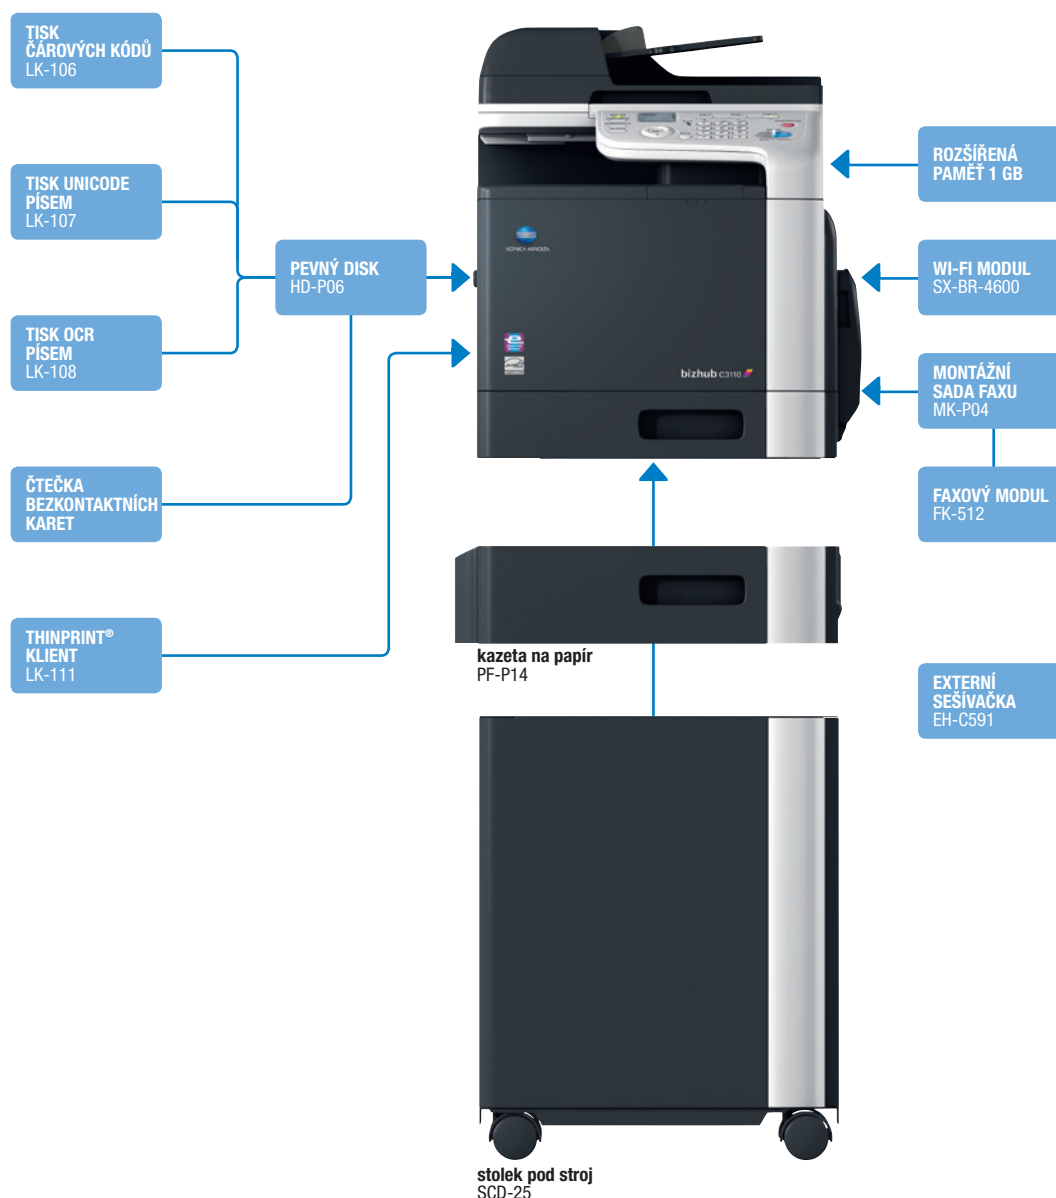 TISK
ČÁROVÝCH KÓDŮ
LK-106
TISK UNICODE
PÍSEM
LK-107
TISK OCR
PÍSEM
LK-108
ČTEČKA
BEZKONTAKTNÍCH
KARET
THINPRINT®
KLIENT
LK-111
PEVNÝ DISK
HD-P06
KONICA MINOLTA
bizhub C3110
kazeta na papír
PF-P14
stolek pod stroj
SCD-25
ROZŠÍŘENÁ
PAMĚŤ 1 GB
WI-FI MODUL
SX-BR-4600
MONTÁŽNÍ
SADA FAXU
MK-P04
FAXOVÝ MODUL
FK-512
EXTERNÍ
SEŠÍVAČKA
EH-C591